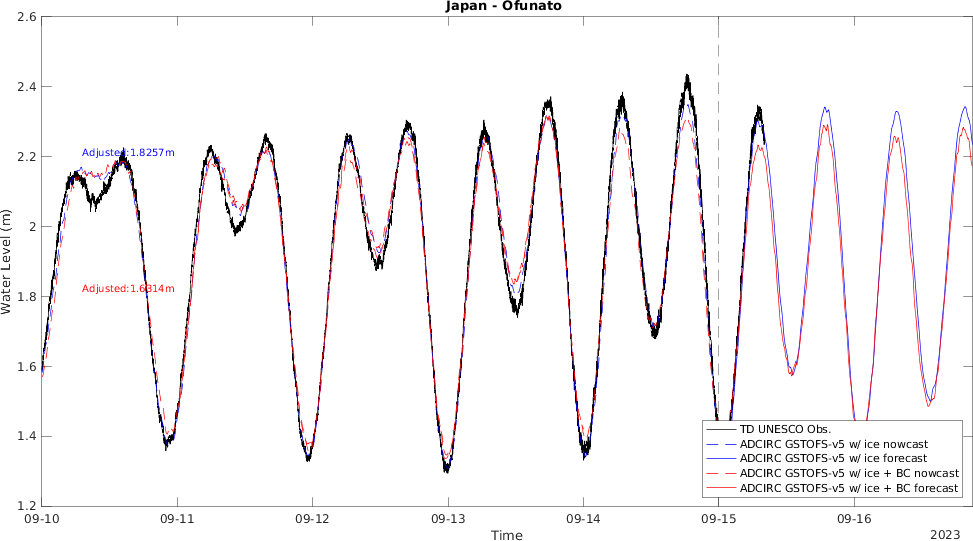 Japan - Ofunato
2.6
2.4
2.2
2
1.8
1.6
1.4
1.2
Water Level (m)
Adjusted:1.8257m
Adjusted:1.6314m
TD UNESCO Obs.
ADCIRC GSTOFS-v5 w/ ice nowcast
ADCIRC GSTOFS-v5 w/ ice forecast
ADCIRC GSTOFS-v5 w/ ice + BC nowcast
ADCIRC GSTOFS-v5 w/ ice + BC forecast
09-10
09-11
09-12
09-13
09-14
09-15
09-16
Time
2023